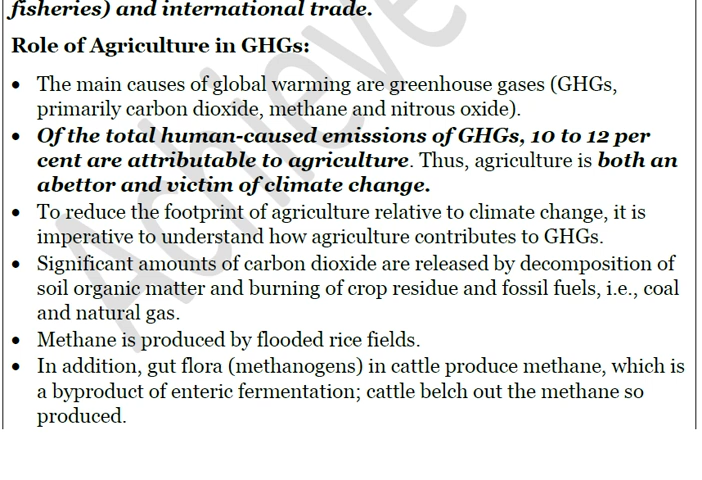 fisheries) and international trade.
Role of Agriculture in GHGs:
• The main causes of global warming are greenhouse gases (GHGs,
primarily carbon dioxide, methane and nitrous oxide).
• Of the total human-caused emissions of GHGs, 10 to 12 per
cent are attributable to agriculture. Thus, agriculture is both an
abettor and victim of climate change.
• To reduce the footprint of agriculture relative to climate change, it is
imperative to understand how agriculture contributes to GHGs.
• Significant amounts of carbon dioxide are released by decomposition of
soil organic matter and burning of crop residue and fossil fuels, i.e., coal
and natural gas.
• Methane is produced by flooded rice fields.
• In addition, gut flora (methanogens) in cattle produce methane, which is
a byproduct of enteric fermentation; cattle belch out the methane so
produced.
Achieve